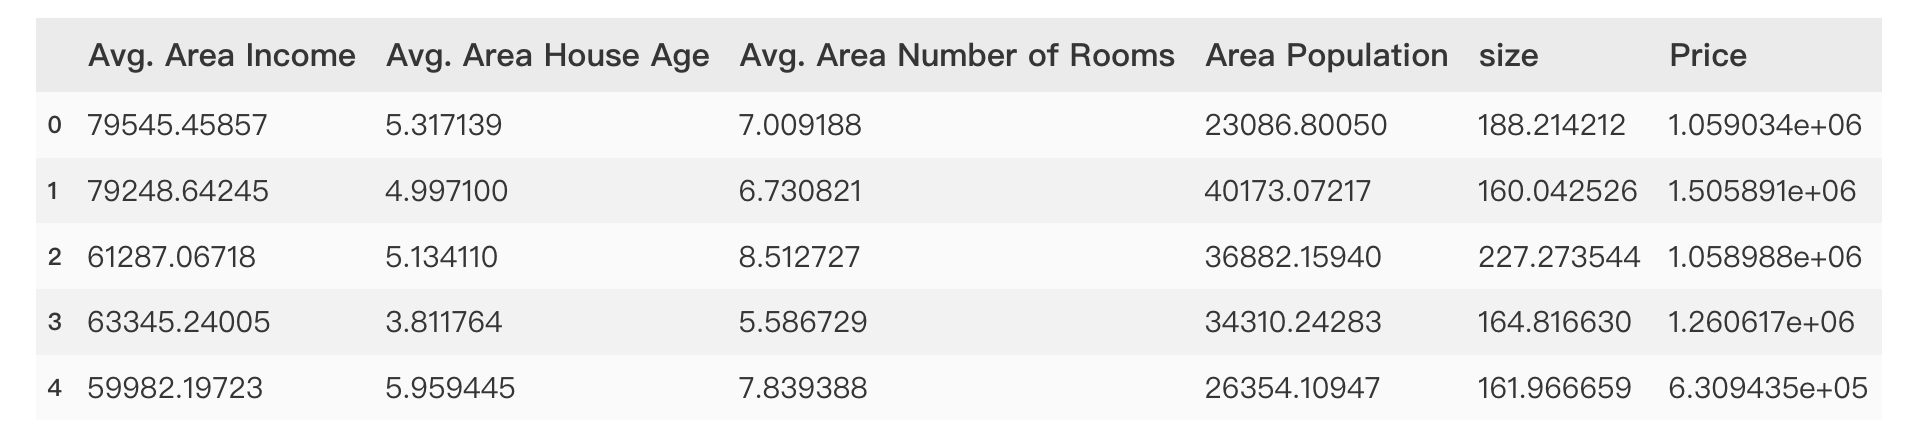 Avg. Area Income Avg. Area House Age Avg. Area Number of Rooms Area Population size Price
0 79545.45857 5.317139 7.009188 23086.80050 188.214212 1.059034e+06
1 79248.64245 4.997100 6.730821 40173.07217 160.042526 1.505891e+06
2 61287.06718 5.134110 8.512727 36882.15940 227.273544 1.058988e+06
3 63345.24005 3.811764 5.586729 34310.24283 164.816630 1.260617e+06
4 59982.19723 5.959445 7.839388 26354.10947 161.966659 6.309435e+05